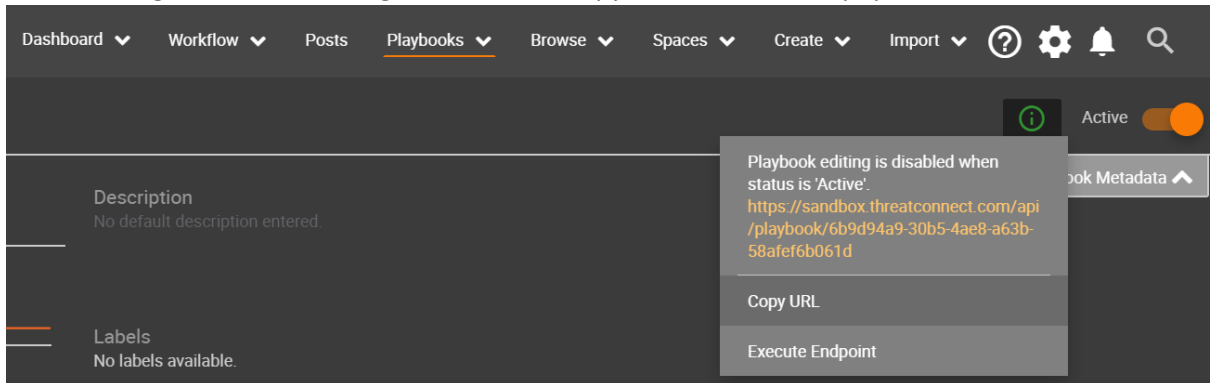 Dashboard Workflow Posts Playbooks Browse Spaces Create Import
Active
Playbook editing is disabled when
status is 'Active'.
https://sandbox.threatconnect.com/api
/playbook/6b9d94a9-30b5-4ae8-a63b-
58afef6b061d
Copy URL
Execute Endpoint
ook Metadata
Description
No default description entered.
Labels
No labels available.